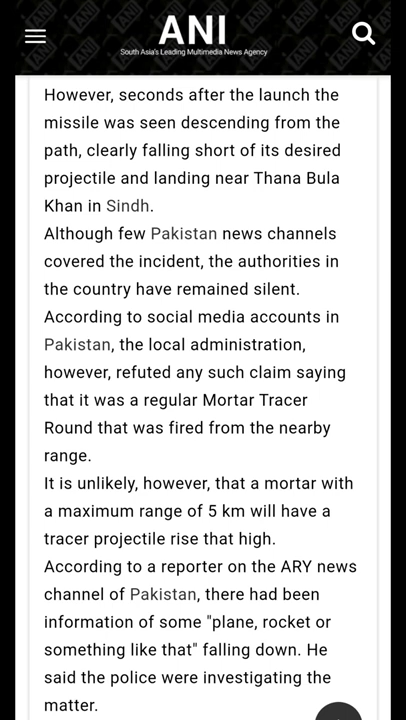 ANI
South Asia's Leading Multimedia News Agency
However, seconds after the launch the
missile was seen descending from the
path, clearly falling short of its desired
projectile and landing near Thana Bula
Khan in Sindh.
Although few Pakistan news channels
covered the incident, the authorities in
the country have remained silent.
According to social media accounts in
Pakistan, the local administration,
however, refuted any such claim saying
that it was a regular Mortar Tracer
Round that was fired from the nearby
range.
It is unlikely, however, that a mortar with
a maximum range of 5 km will have a
tracer projectile rise that high.
According to a reporter on the ARY news
channel of Pakistan, there had been
information of some "plane, rocket or
something like that" falling down. He
said the police were investigating the
matter.